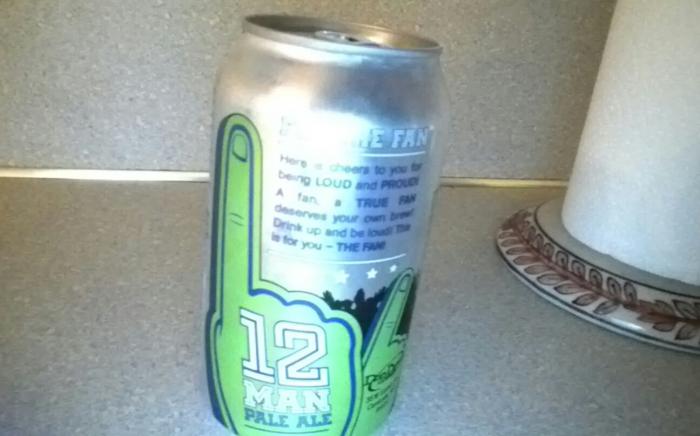 THE FAN
Here is cheers to you for
being LOUD and PROUD!
A fan, a TRUE FAN
deserves your own brew!
Drink up and be loud! This
is for you – THE FAN!
12
MAN
PALE ALE